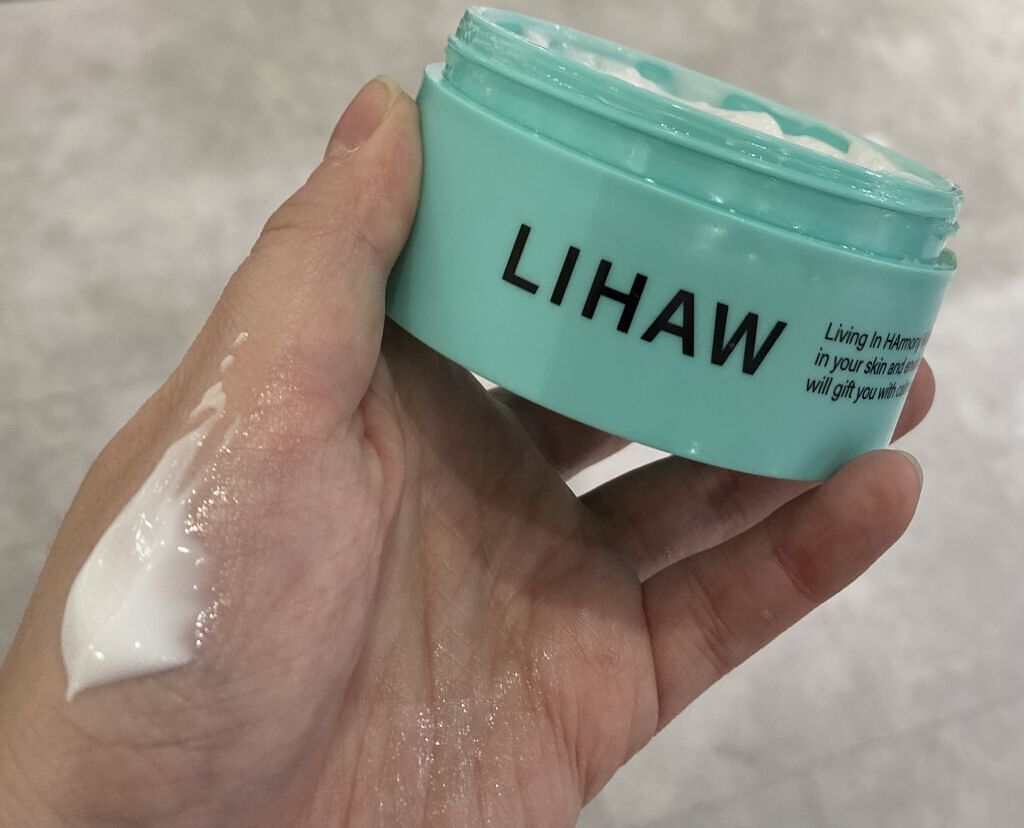 LIHAW
Living In HArmony
in your skin and
will gift you with